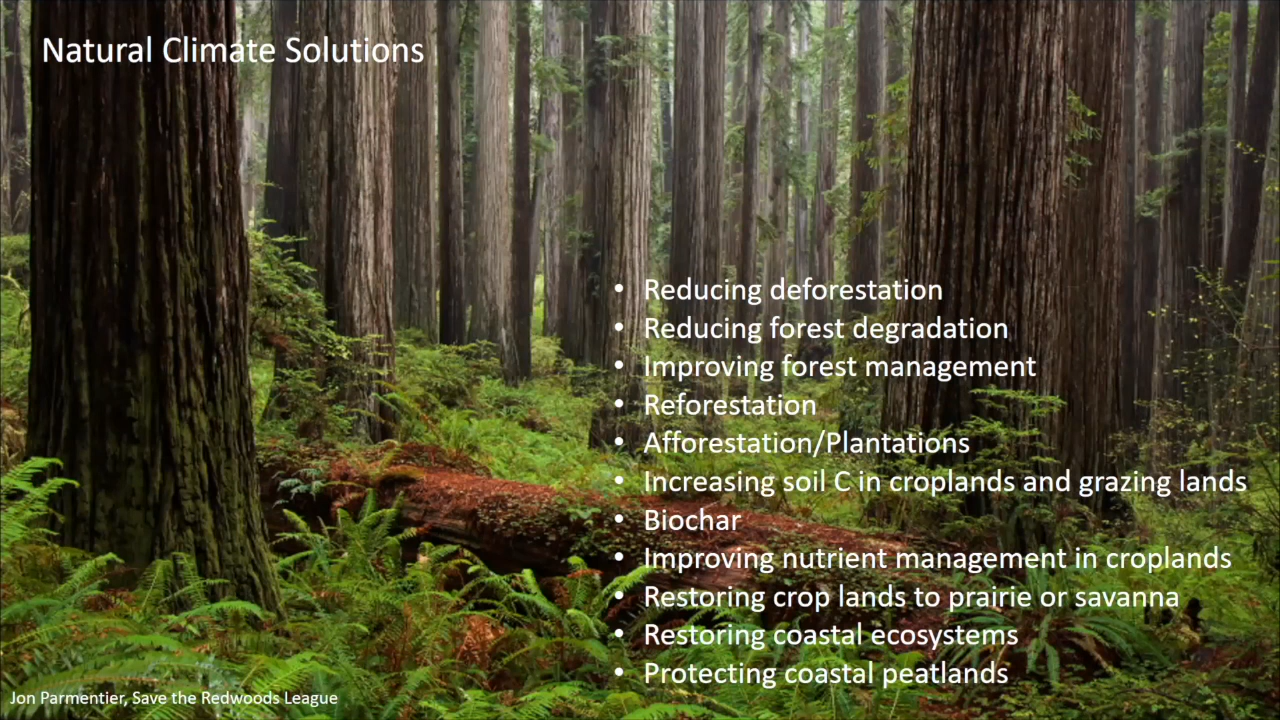 Natural Climate Solutions
• Reducing deforestation
• Reducing forest degradation
• Improving forest management
• Reforestation
• Afforestation/Plantations
• Increasing soil C in croplands and grazing lands
• Biochar
• Improving nutrient management in croplands
• Restoring crop lands to prairie or savanna
• Restoring coastal ecosystems
• Protecting coastal peatlands
Jon Parmentier, Save the Redwoods League